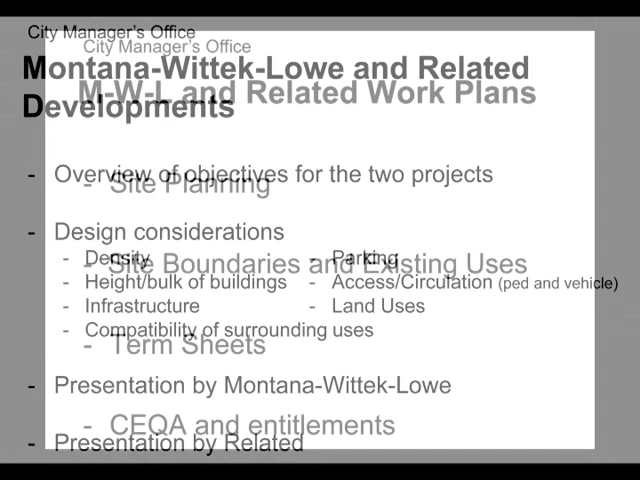 City Manager's Office
Montana-Wittek-Lowe and Related
Developments
- Overview of objectives for the two projects
- Design considerations
- Density
- Height/bulk of buildings
- Infrastructure
- Compatibility of surrounding uses
- Parking
- Access/Circulation (ped and vehicle)
- Land Uses
- Presentation by Montana-Wittek-Lowe
- Presentation by Related
City Manager's Office
M-W-L and Related Work Plans
- Site Planning
- Site Boundaries and Existing Uses
- Term Sheets
- CEQA and entitlements